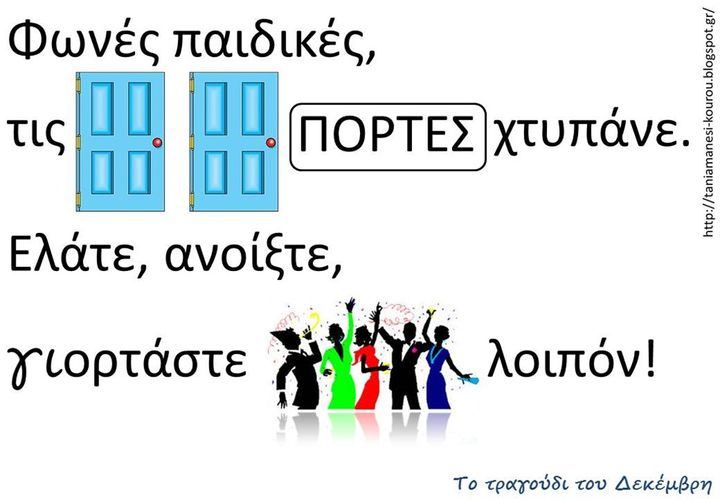 Φωνές παιδικές,
τις ΠΟΡΤΕΣ χτυπάνε.
Ελάτε, ανοίξτε,
γιορτάστε λοιπόν!
Το τραγούδι του Δεκέμβρη
http://taniamanesi-kourou.blogspot.gr/